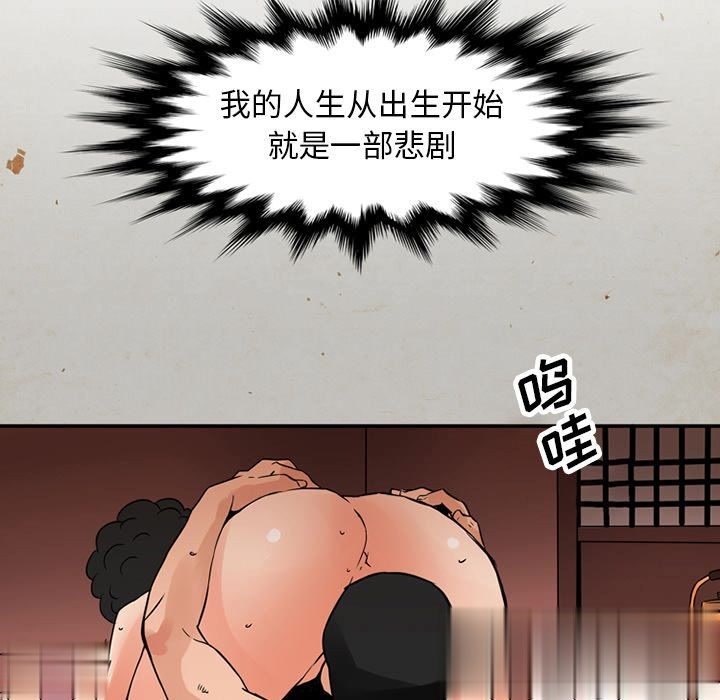 我的人生从出生开始
就是一部悲剧
呜
哇